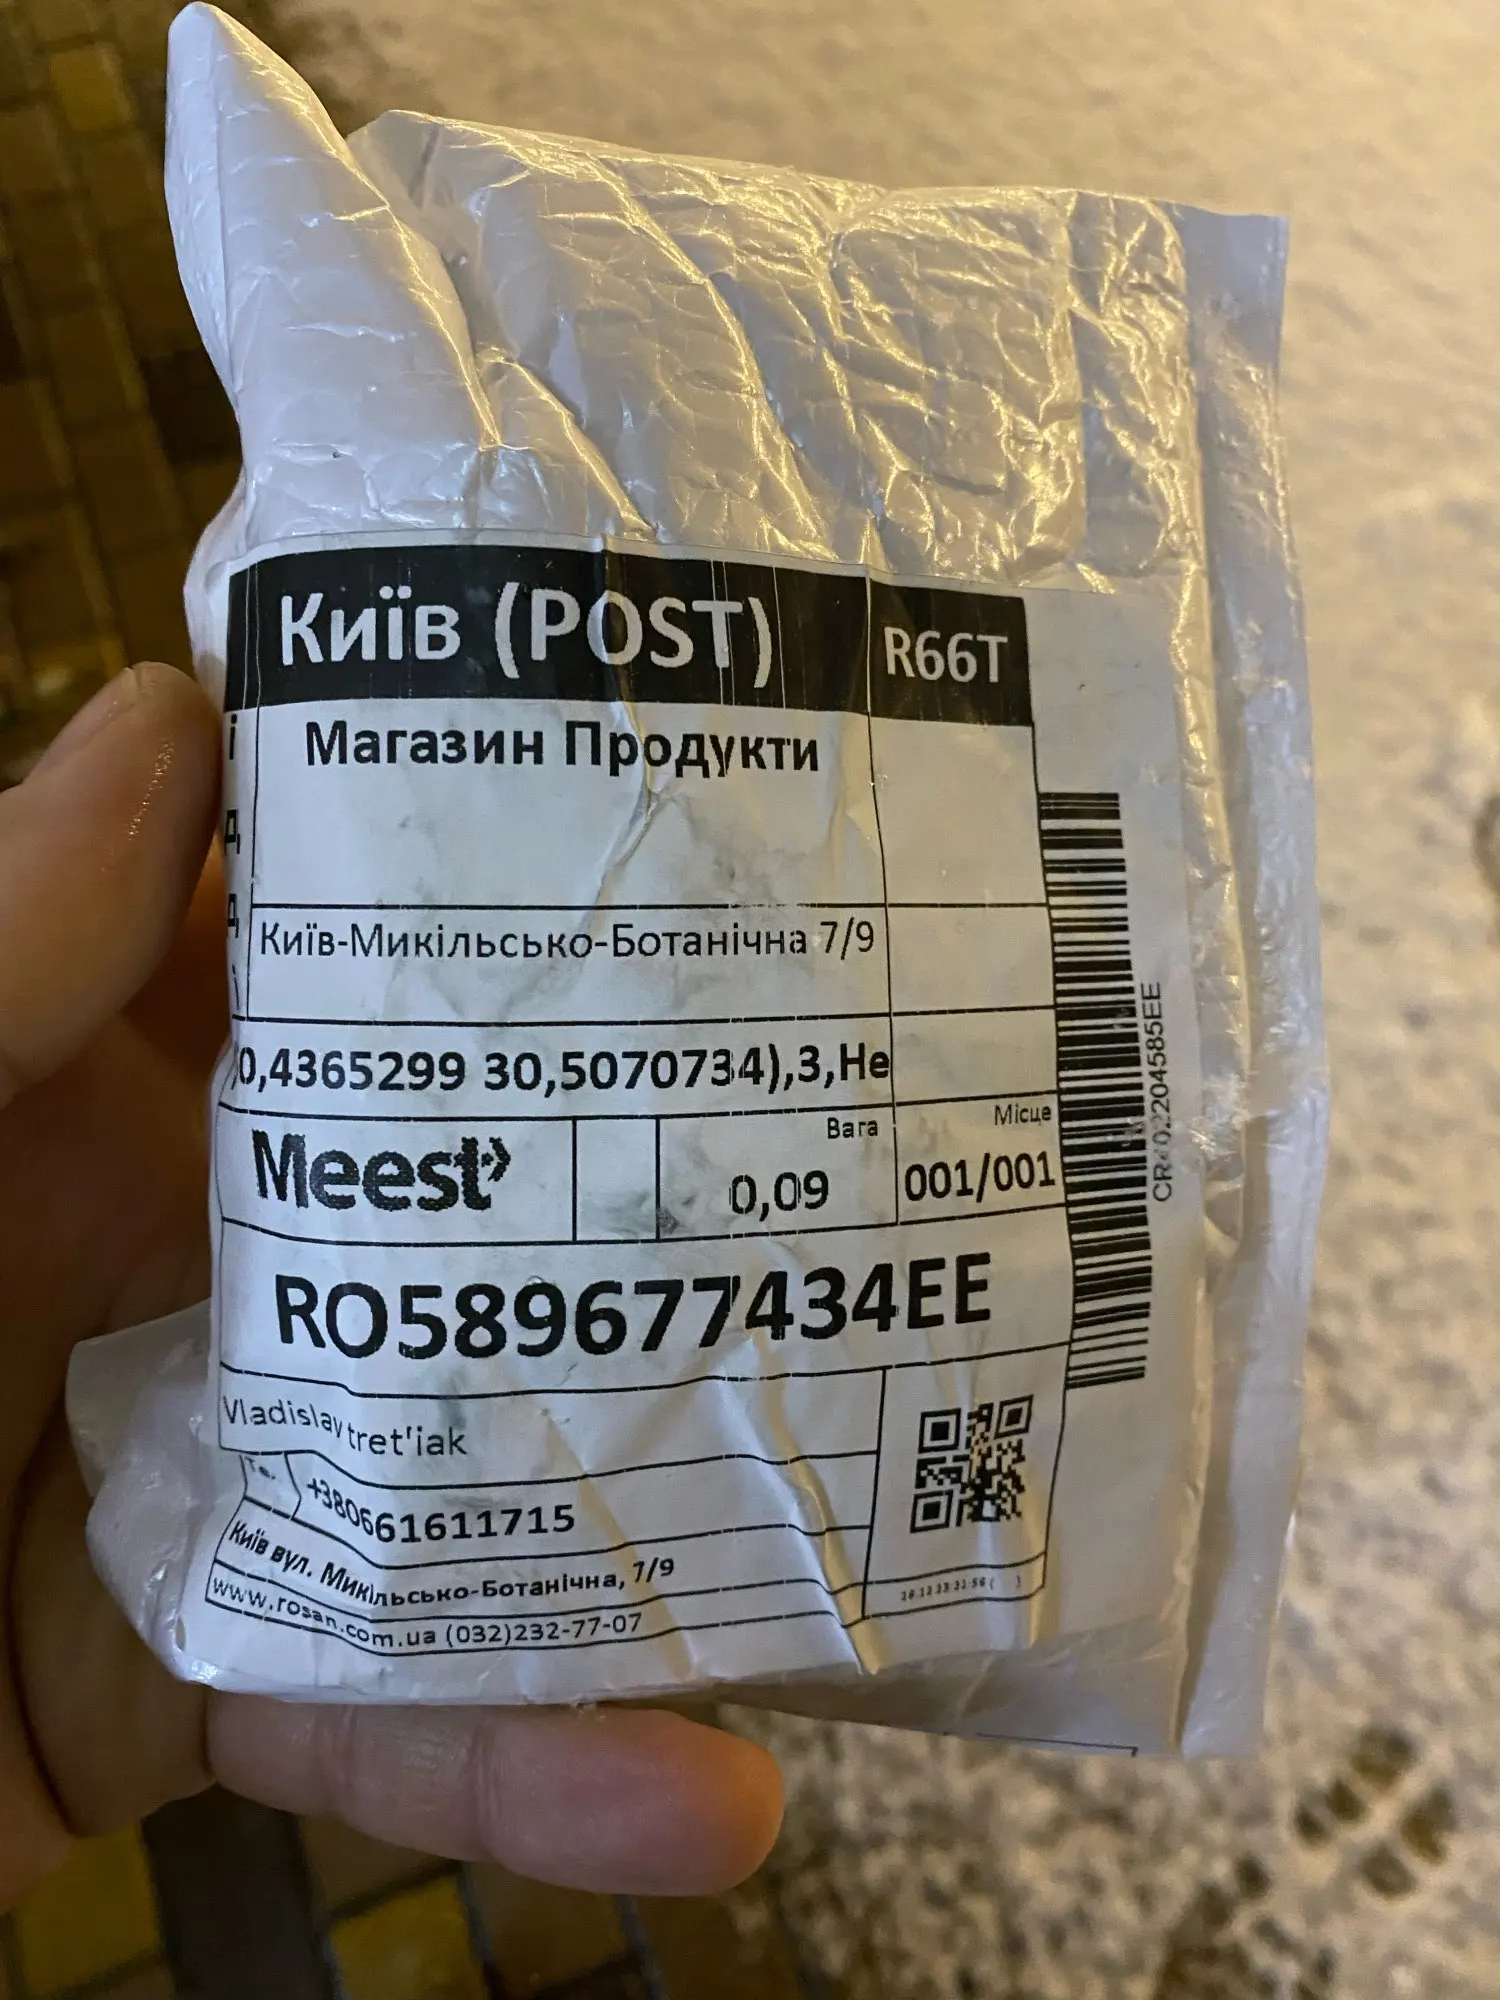 Київ (POST) R66T
Магазин Продукти
Київ-Микільсько-Ботанічна 7/9
0,4365299 30,5070734),3,Не
Meest
Вага
0,09
Місце
001/001
RO589677434EE
Vladislav tret'iak
+380661611715
Київ вул. Микільсько-Ботанічна, 7/9
www.rosan.com.ua (032)232-77-07